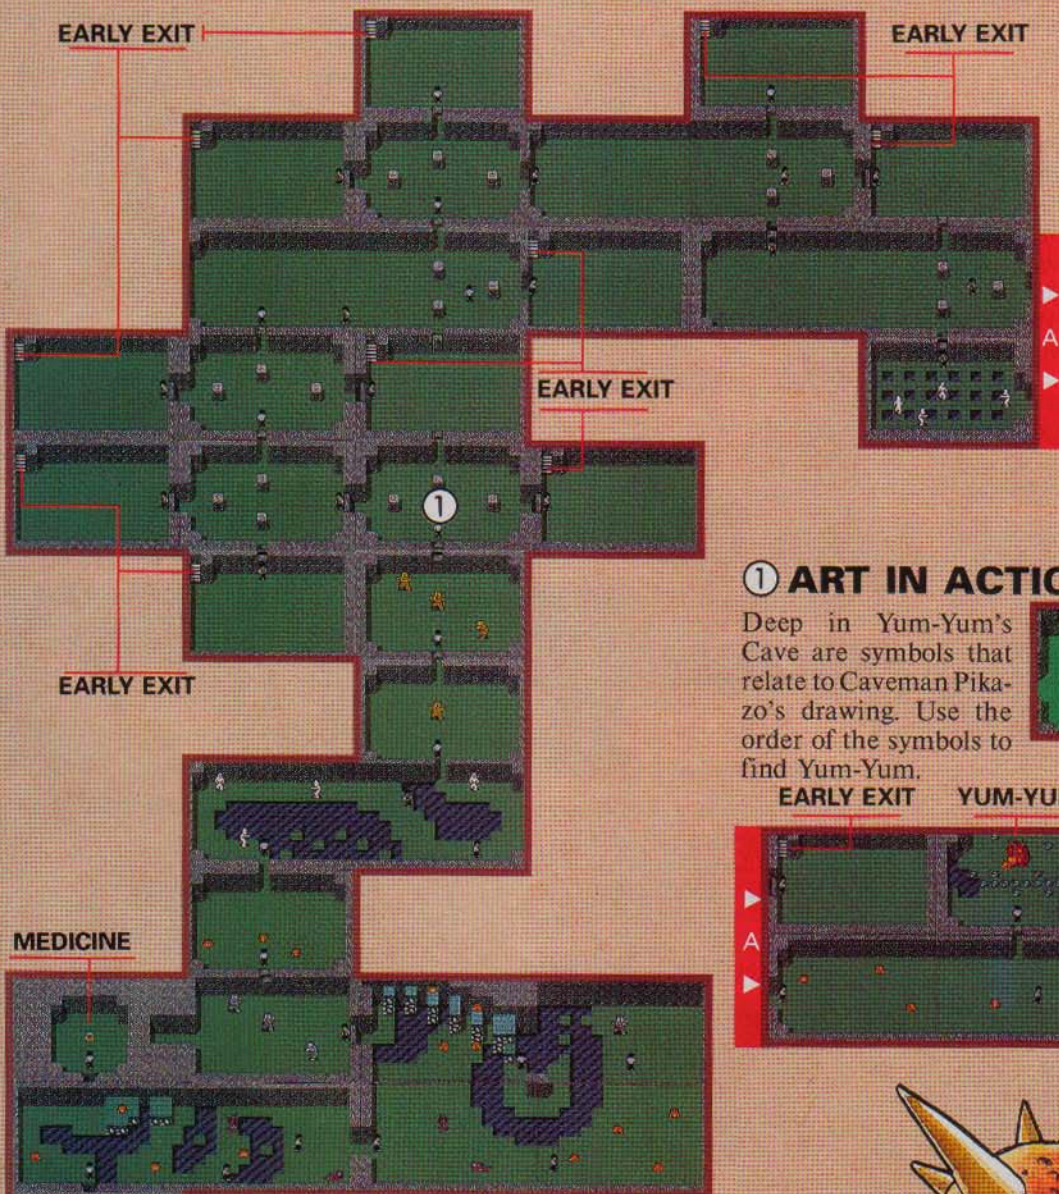 EARLY EXIT
EARLY EXIT
A
EARLY EXIT
1
EARLY EXIT
1 ART IN ACTIO
Deep in Yum-Yum's
Cave are symbols that
relate to Caveman Pika-
zo's drawing. Use the
order of the symbols to
find Yum-Yum.
EARLY EXIT YUM-YU
A
MEDICINE